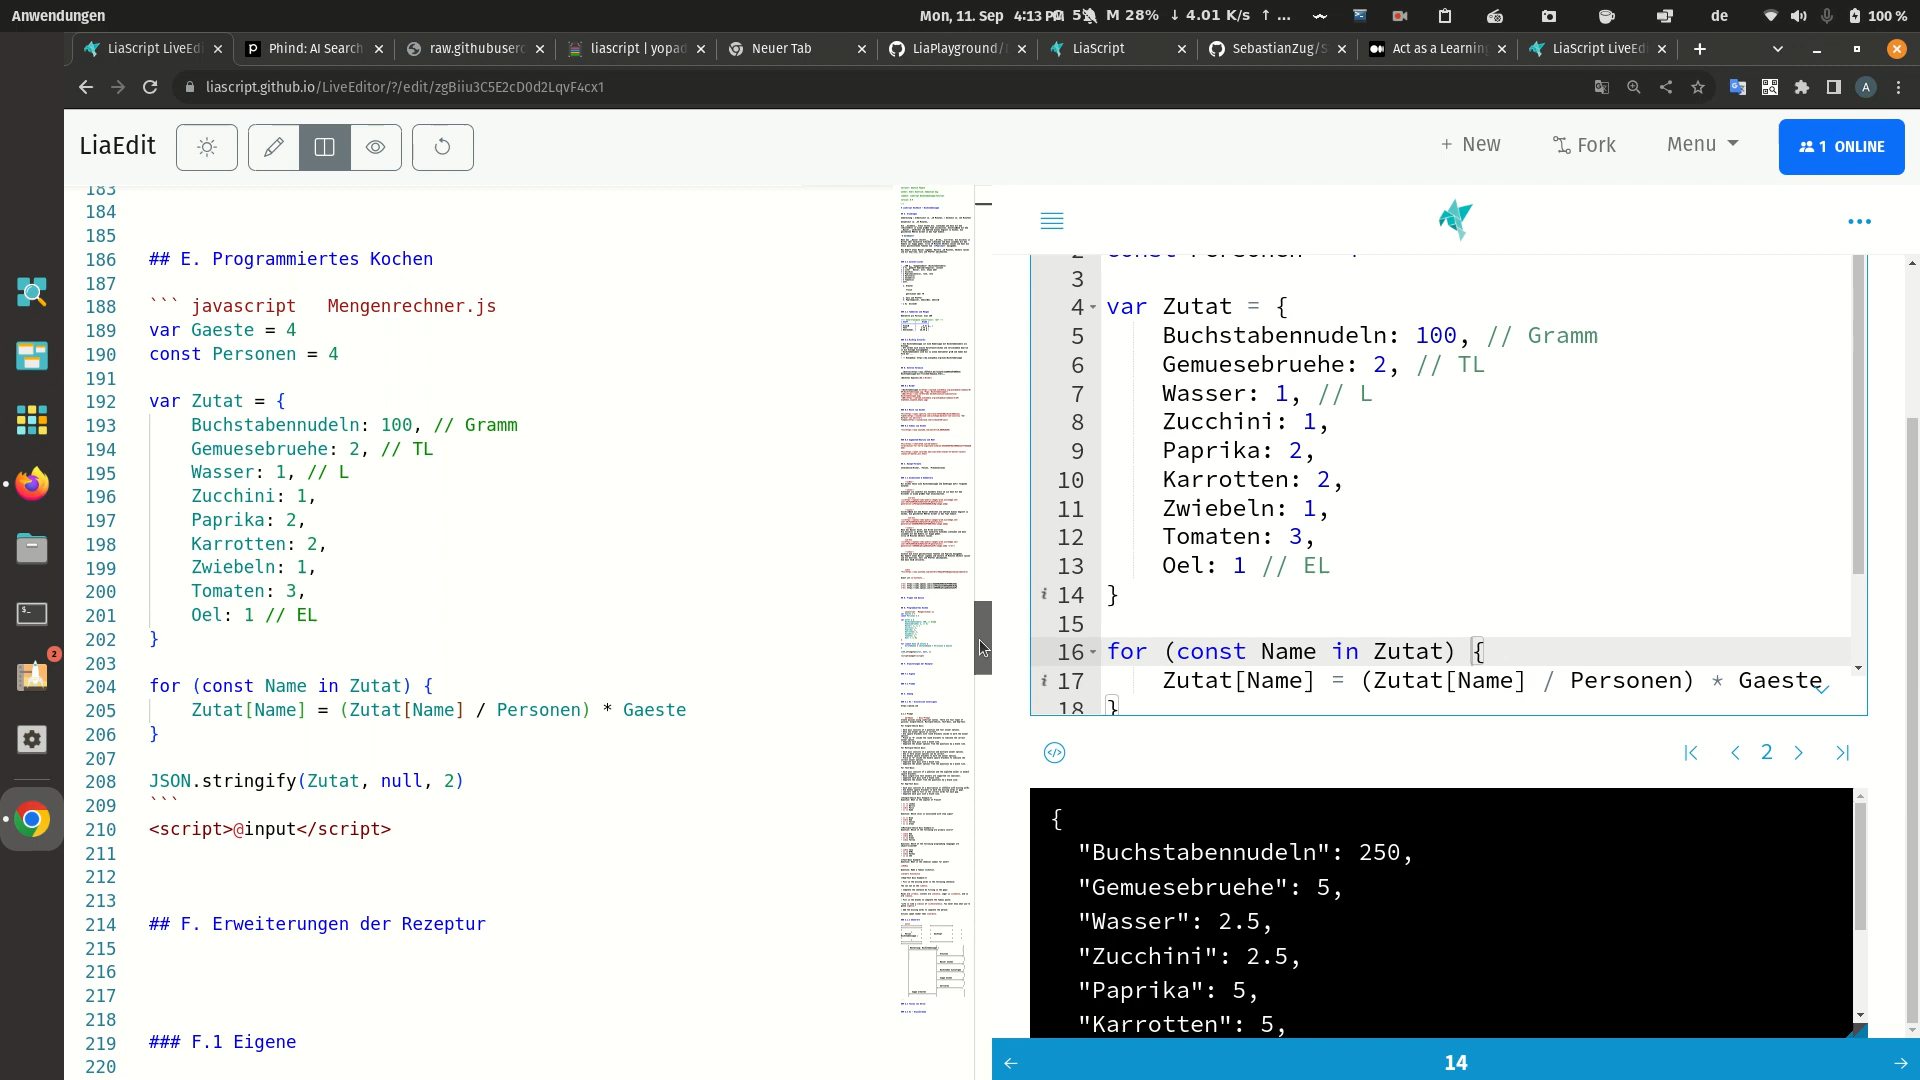 Anwendungen
Mon, 11. Sep 4:13 PM
M 28% ↓ 4.01 K/s ↑ ...
de
100 %
LiaScript LiveEdi
Phind: AI Search
raw.githubuserc
liascript | yopad
Neuer Tab
LiaPlayground/
LiaScript
SebastianZug/S
Act as a Learning
LiaScript LiveEdi
liascript.github.io/LiveEditor/?/edit/zgBiiu3C5E2cD0d2LqvF4cx1
A
LiaEdit
+ New
Fork
Menu
1 ONLINE
183
184
185
186 ## E. Programmiertes Kochen
187
188 ``` javascript   Mengenrechner.js
189 var Gaeste = 4
190 const Personen = 4
191
192 var Zutat = {
193     Buchstabennudeln: 100, // Gramm
194     Gemuesebruehe: 2, // TL
195     Wasser: 1, // L
196     Zucchini: 1,
197     Paprika: 2,
198     Karrotten: 2,
199     Zwiebeln: 1,
200     Tomaten: 3,
201     Oel: 1 // EL
202 }
203
204 for (const Name in Zutat) {
205     Zutat[Name] = (Zutat[Name] / Personen) * Gaeste
206 }
207
208 JSON.stringify(Zutat, null, 2)
209 ```
210 <script>@input</script>
211
212
213
214 ## F. Erweiterungen der Rezeptur
215
216
217
218
219 ### F.1 Eigene
220
3
4 var Zutat = {
5     Buchstabennudeln: 100, // Gramm
6     Gemuesebruehe: 2, // TL
7     Wasser: 1, // L
8     Zucchini: 1,
9     Paprika: 2,
10     Karrotten: 2,
11     Zwiebeln: 1,
12     Tomaten: 3,
13     Oel: 1 // EL
14 }
15
16 for (const Name in Zutat) {
17     Zutat[Name] = (Zutat[Name] / Personen) * Gaeste
18 }
2
{
  "Buchstabennudeln": 250,
  "Gemuesebruehe": 5,
  "Wasser": 2.5,
  "Zucchini": 2.5,
  "Paprika": 5,
  "Karrotten": 5,
14
2